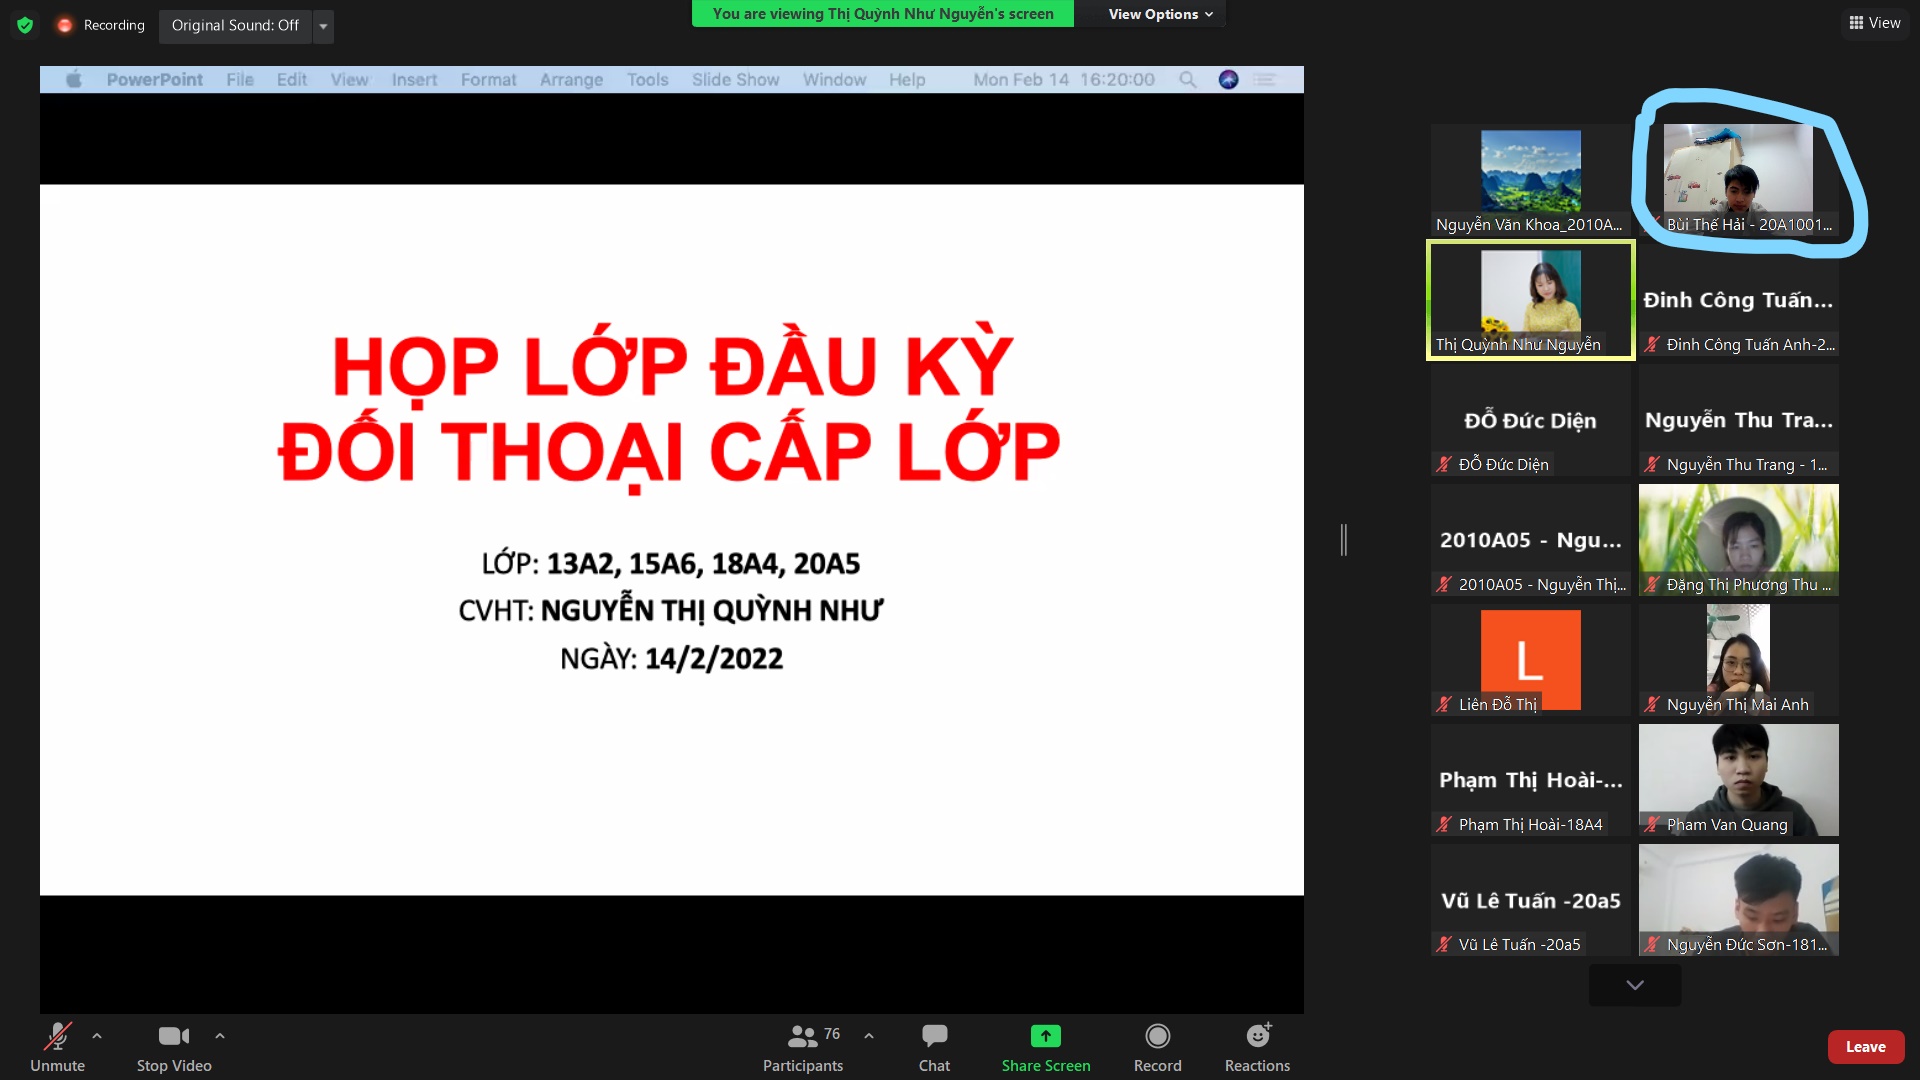 Recording
Original Sound: Off
You are viewing Thị Quỳnh Như Nguyễn's screen
View Options
View
PowerPoint File Edit View Insert Format Arrange Tools Slide Show Window Help Mon Feb 14 16:20:00
HỌP LỚP ĐẦU KỲ
ĐỐI THOẠI CẤP LỚP
LỚP: 13A2, 15A6, 18A4, 20A5
CVHT: NGUYỄN THỊ QUỲNH NHƯ
NGÀY: 14/2/2022
Nguyễn Văn Khoa_2010A...
Bùi Thế Hải - 20A1001...
Thị Quỳnh Như Nguyễn
Đinh Công Tuấn...
Đinh Công Tuấn Anh-2...
ĐỖ Đức Diện
ĐỖ Đức Diện
Nguyễn Thu Tra...
Nguyễn Thu Trang - 1...
2010A05 - Ngu...
2010A05 - Nguyễn Thị...
Đặng Thị Phương Thu ...
L
Liên Đỗ Thị
Nguyễn Thị Mai Anh
Phạm Thị Hoài-...
Phạm Thị Hoài-18A4
Pham Van Quang
Vũ Lê Tuấn -20a5
Vũ Lê Tuấn -20a5
Nguyễn Đức Sơn-181...
Unmute
Stop Video
76
Participants
Chat
Share Screen
Record
Reactions
Leave